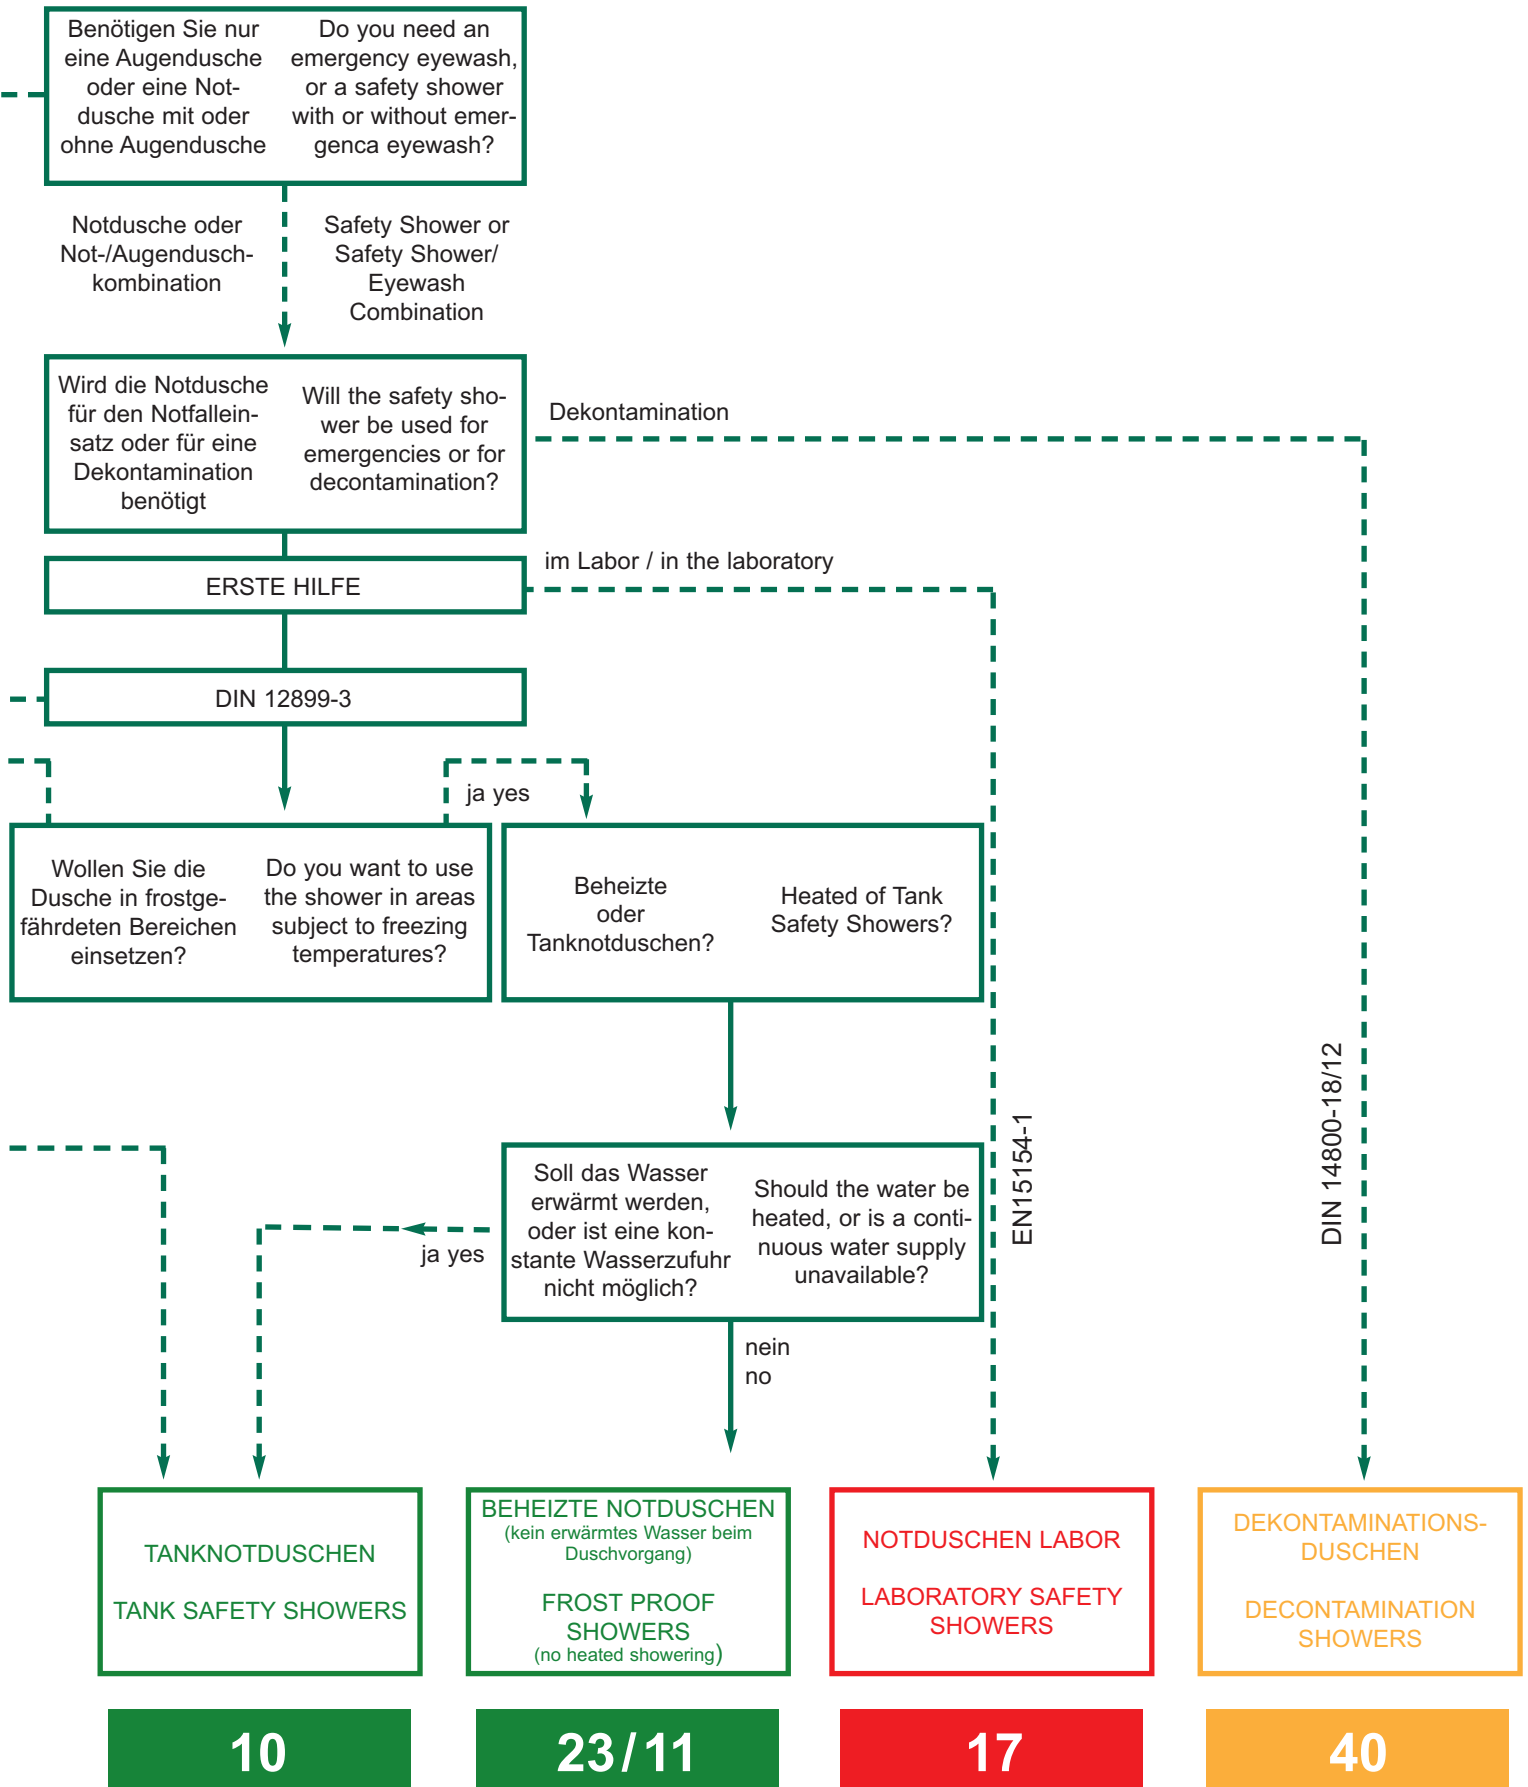 Benötigen Sie nur
eine Augendusche
oder eine Not-
dusche mit oder
ohne Augendusche
Do you need an
emergency eyewash,
or a safety shower
with or without emer-
genca eyewash?
Notdusche oder
Not-/Augendusch-
kombination
Safety Shower or
Safety Shower/
Eyewash
Combination
Wird die Notdusche
für den Notfallein-
satz oder für eine
Dekontamination
benötigt
Will the safety sho-
wer be used for
emergencies or for
decontamination?
Dekontamination
ERSTE HILFE
im Labor / in the laboratory
DIN 12899-3
ja yes
Wollen Sie die
Dusche in frostge-
fährdeten Bereichen
einsetzen?
Do you want to use
the shower in areas
subject to freezing
temperatures?
Beheizte
oder
Tanknotduschen?
Heated of Tank
Safety Showers?
EN15154-1
DIN 14800-18/12
Soll das Wasser
erwärmt werden,
oder ist eine kon-
stante Wasserzufuhr
nicht möglich?
Should the water be
heated, or is a conti-
nuous water supply
unavailable?
ja yes
nein
no
TANKNOTDUSCHEN
TANK SAFETY SHOWERS
BEHEIZTE NOTDUSCHEN
(kein erwärmtes Wasser beim
Duschvorgang)
FROST PROOF
SHOWERS
(no heated showering)
NOTDUSCHEN LABOR
LABORATORY SAFETY
SHOWERS
DEKONTAMINATIONS-
DUSCHEN
DECONTAMINATION
SHOWERS
10
23/11
17
40